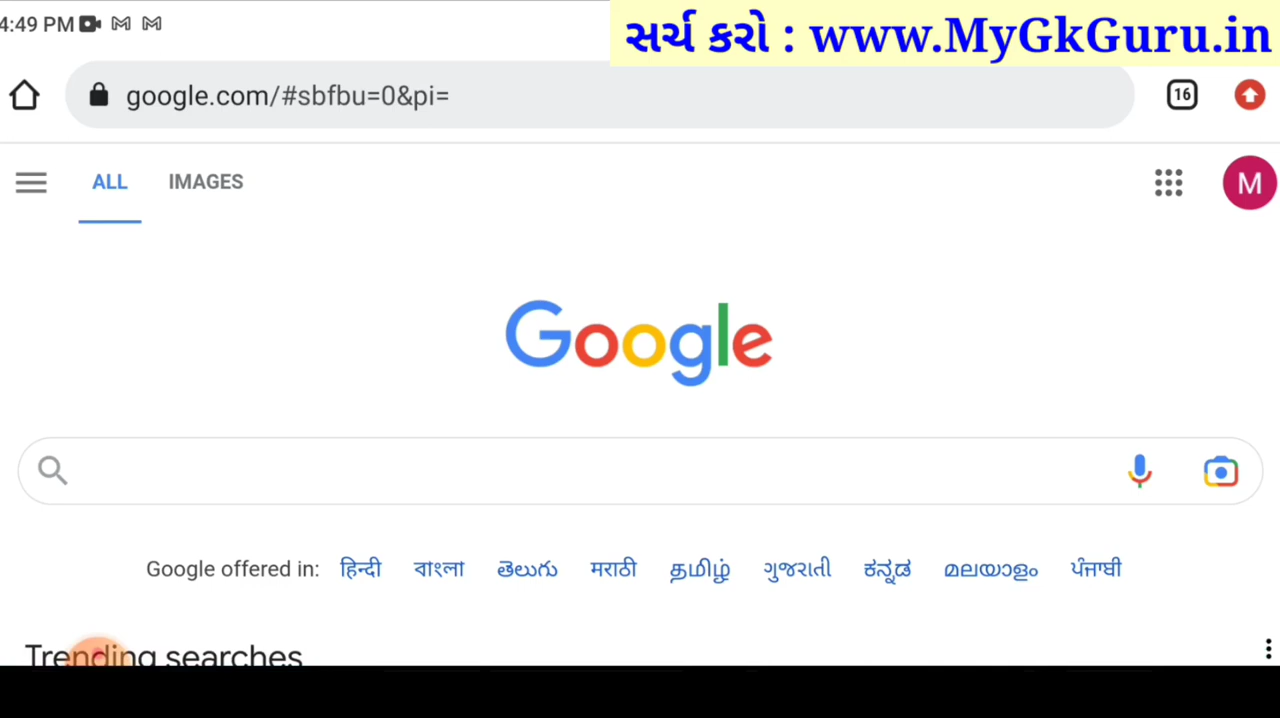 4:49 PM
સર્ચ કરો : www.MyGkGuru.in
google.com/#sbfbu=0&pi=
16
ALL IMAGES
M
Google
Google offered in: हिन्दी বাংলা తెలుగు मराठी தமிழ் ગુજરાતી ಕನ್ನಡ മലയാളം ਪੰਜਾਬੀ
Trending searches